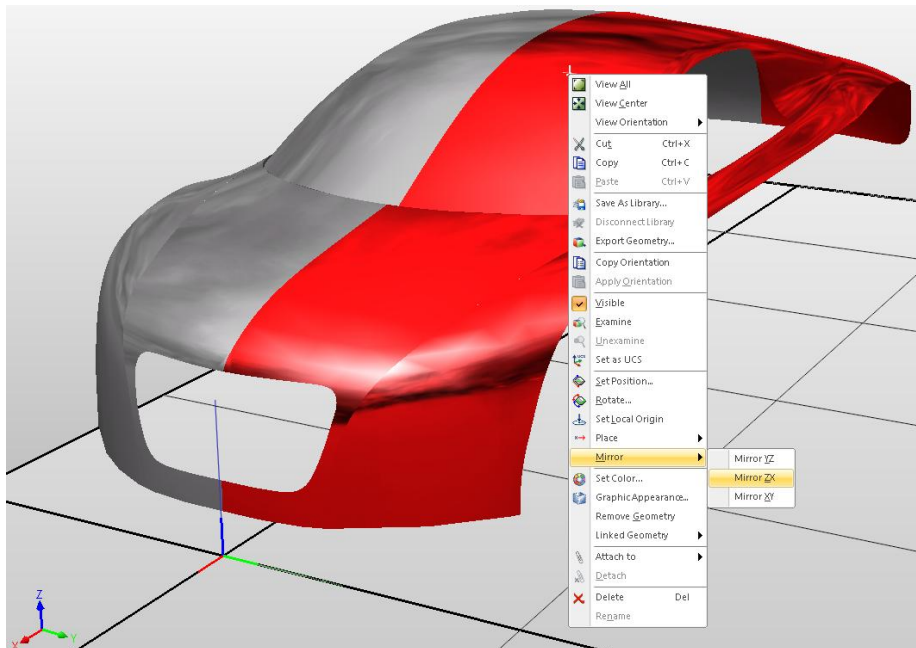 View All
View Center
View Orientation
Cut Ctrl+X
Copy Ctrl+C
Paste Ctrl+V
Save As Library...
Disconnect Library
Export Geometry...
Copy Orientation
Apply Orientation
Visible
Examine
Unexamine
UCS Set as UCS
Set Position...
Rotate...
Set Local Origin
Place
Mirror
Mirror YZ
Mirror ZX
Mirror XY
Set Color...
Graphic Appearance...
Remove Geometry
Linked Geometry
Attach to
Detach
Delete Del
Rename
Z
X Y